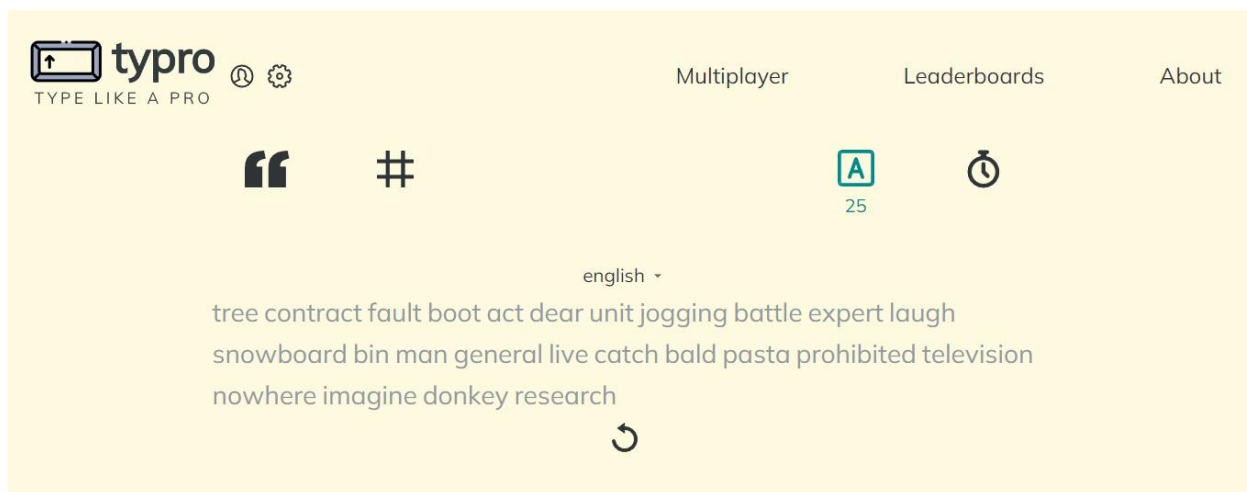 typro
TYPE LIKE A PRO
Multiplayer Leaderboards About
A
25
english
tree contract fault boot act dear unit jogging battle expert laugh
snowboard bin man general live catch bald pasta prohibited television
nowhere imagine donkey research